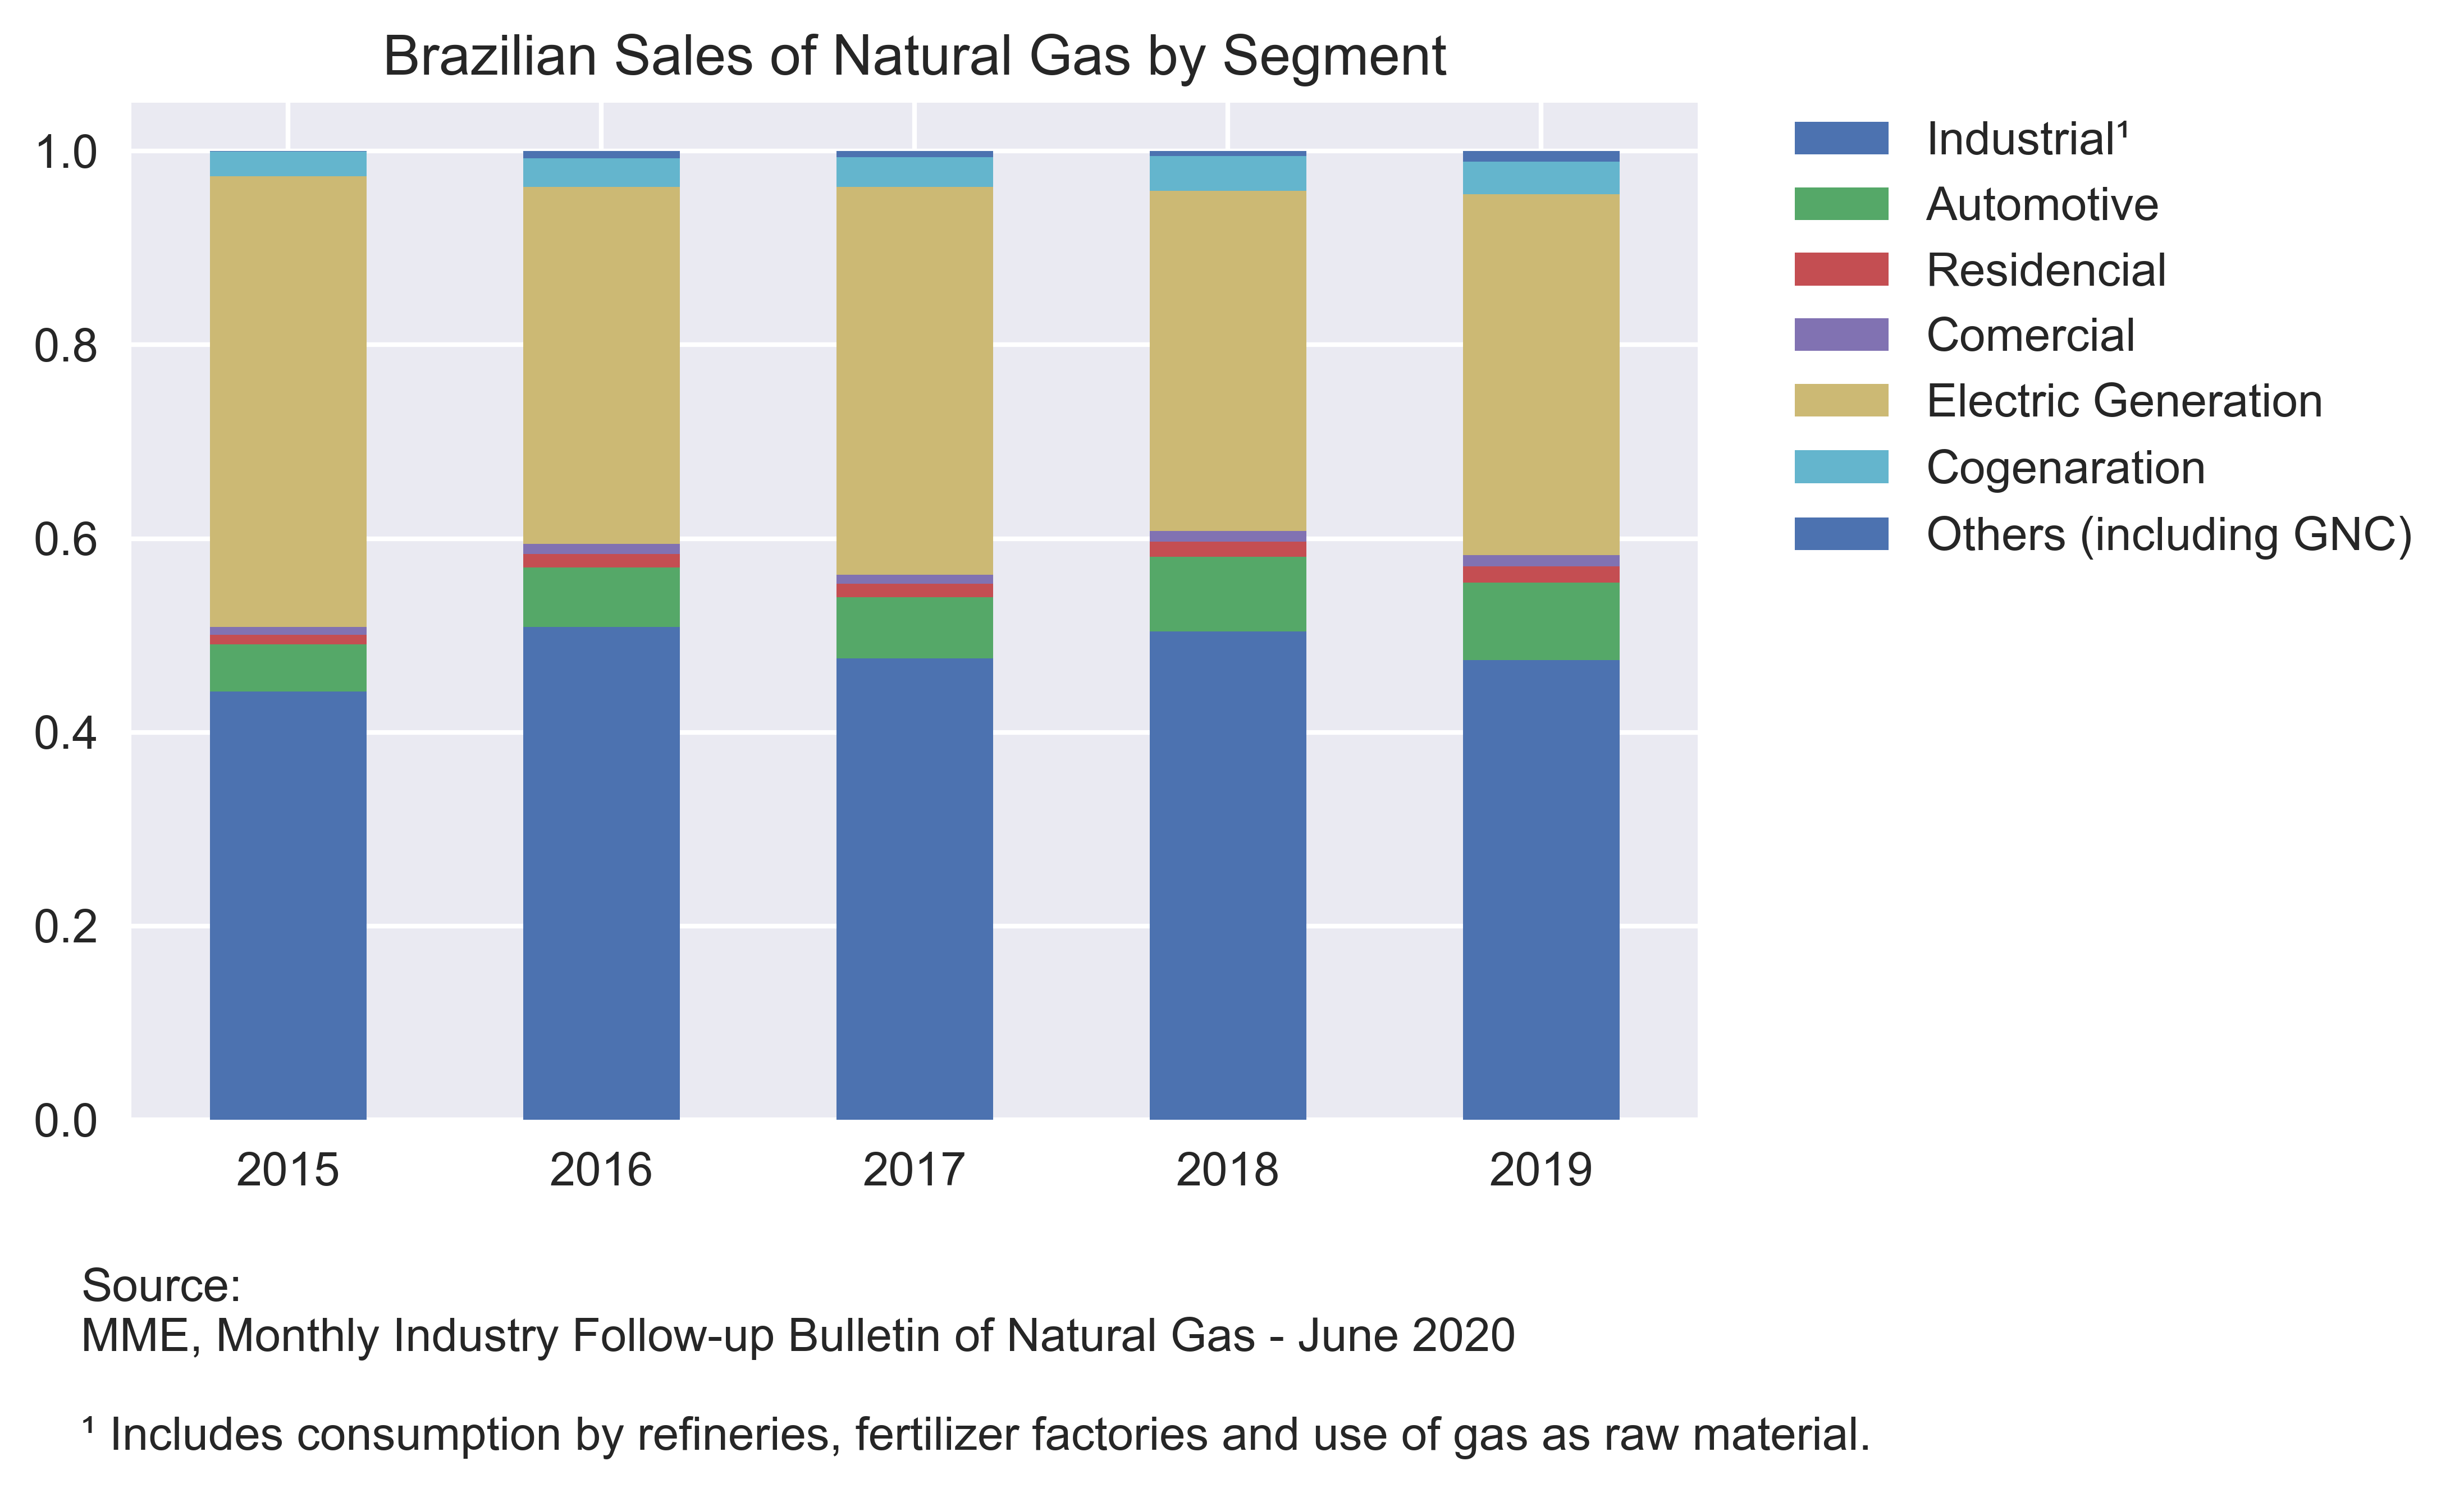 Brazilian Sales of Natural Gas by Segment
1.0
0.8
0.6
0.4
0.2
0.0
2015
2016
2017
2018
2019
Industrial¹
Automotive
Residencial
Comercial
Electric Generation
Cogenaration
Others (including GNC)
Source:
MME, Monthly Industry Follow-up Bulletin of Natural Gas - June 2020
¹ Includes consumption by refineries, fertilizer factories and use of gas as raw material.